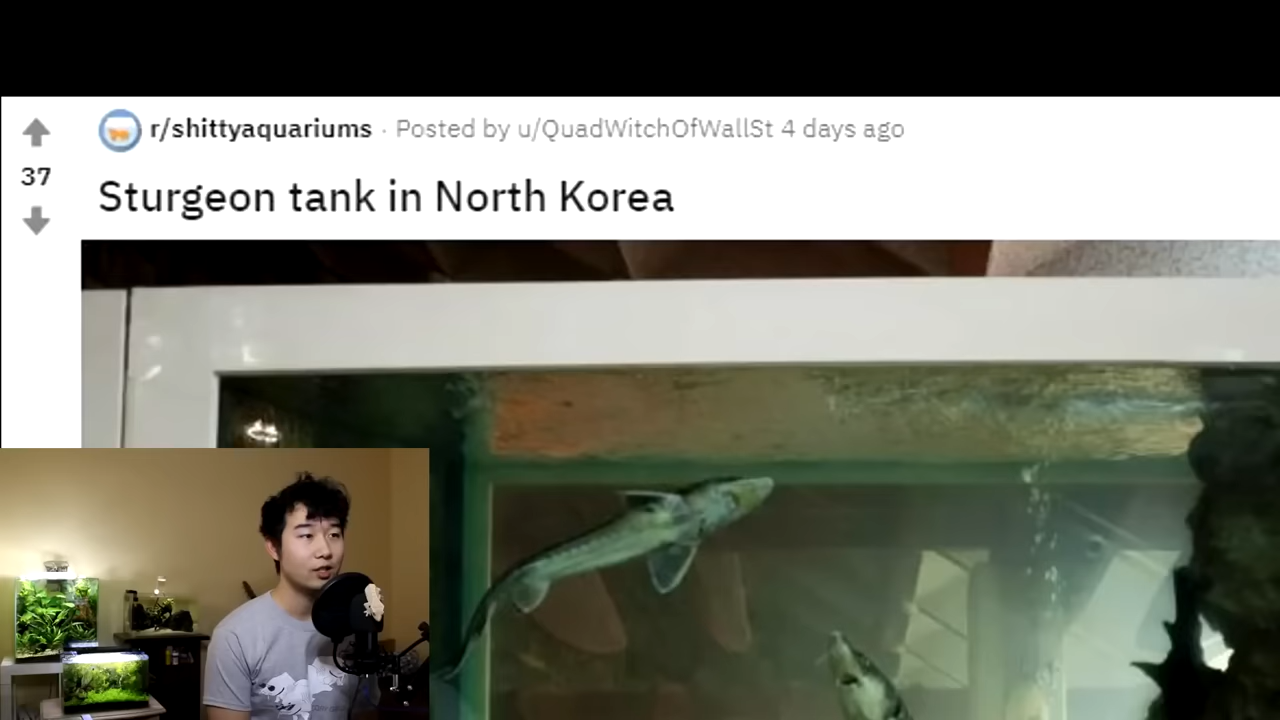 r/shittyaquariums · Posted by u/QuadWitchOfWallSt 4 days ago
37
Sturgeon tank in North Korea